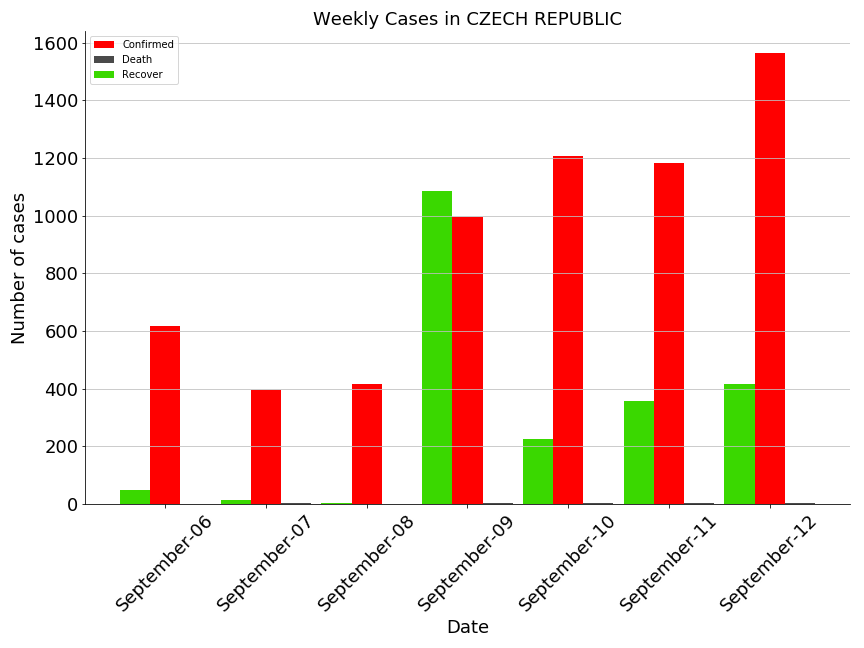 Weekly Cases in CZECH REPUBLIC
Confirmed
Death
Recover
Number of cases
1600
1400
1200
1000
800
600
400
200
0
September-06
September-07
September-08
September-09
September-10
September-11
September-12
Date